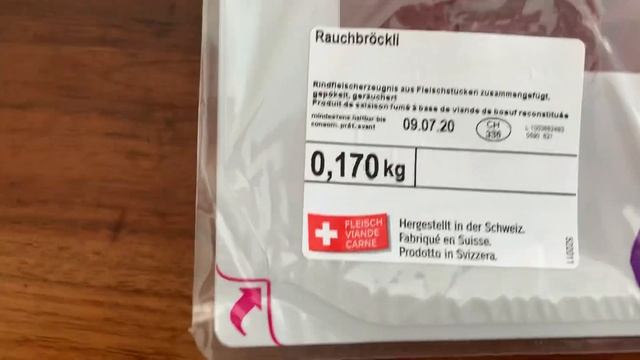 Rauchbröckli
Rindfleischerzeugnis aus Fleischstücken zusammengefügt,
gepökelt, geräuchert
Produit de salaison fumé à base de viande de boeuf reconstituée
mindestens haltbar bis
consom. préf. avant
09.07.20
CH
336
0,170 kg
FLEISCH
VIANDE
CARNE
Hergestellt in der Schweiz.
Fabriqué en Suisse.
Prodotto in Svizzera.